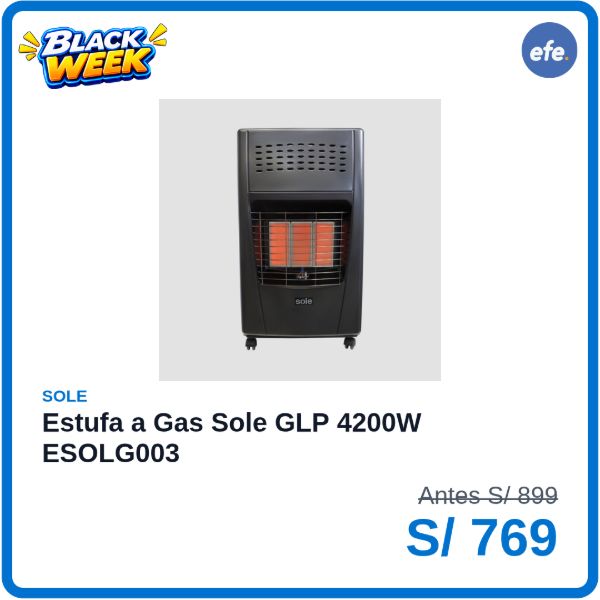 BLACK
WEEK
efe.
sole
SOLE
Estufa a Gas Sole GLP 4200W
ESOLG003
Antes S/ 899
S/ 769